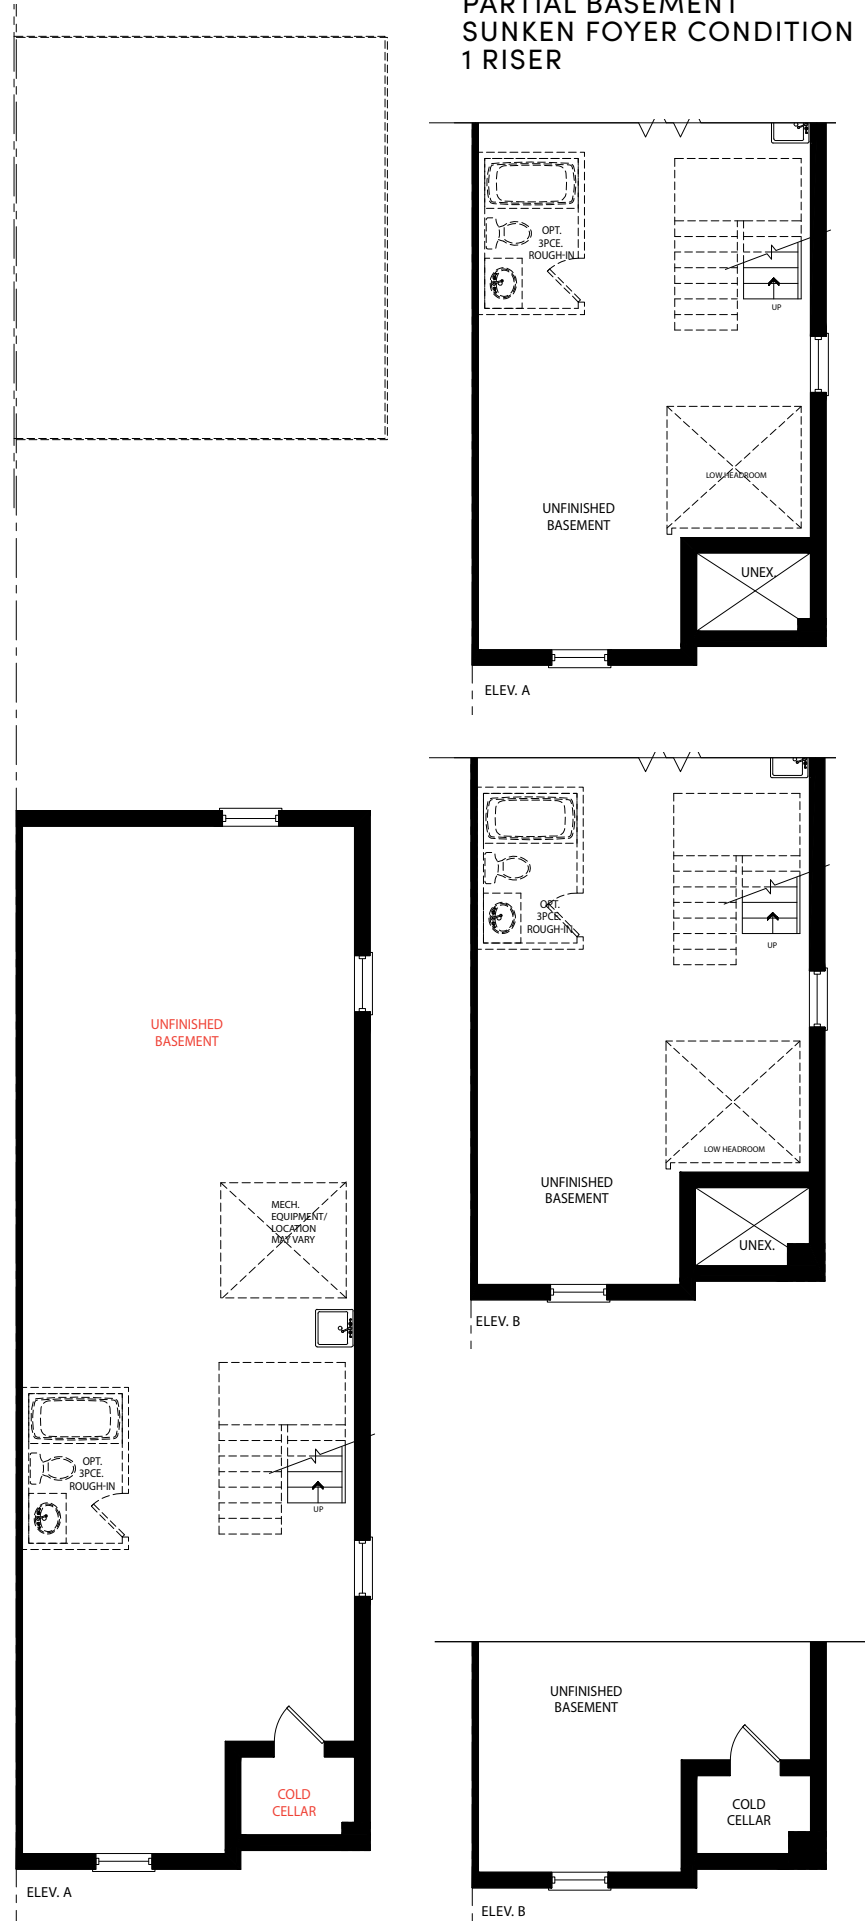 PARTIAL BASEMENT
SUNKEN FOYER CONDITION
1 RISER
OPT.
3PCE.
ROUGH-IN
UP
LOW HEADROOM
UNFINISHED
BASEMENT
UNEX.
ELEV. A
OPT.
3PCE.
ROUGH-IN
UP
LOW HEADROOM
UNFINISHED
BASEMENT
UNEX.
ELEV. B
UNFINISHED
BASEMENT
MECH.
EQUIPMENT/
LOCATION
MAY VARY
OPT.
3PCE.
ROUGH-IN
UP
COLD
CELLAR
ELEV. A
UNFINISHED
BASEMENT
COLD
CELLAR
ELEV. B